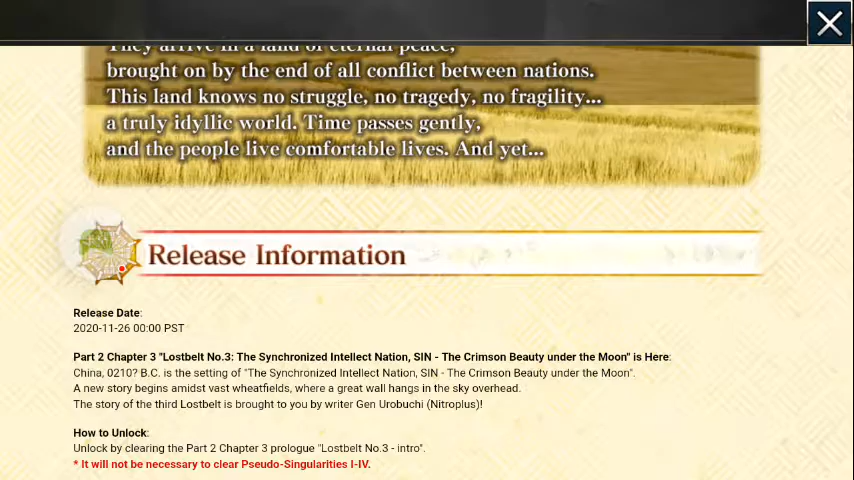 They arrive in a land of eternal peace,
brought on by the end of all conflict between nations.
This land knows no struggle, no tragedy, no fragility...
a truly idyllic world. Time passes gently,
and the people live comfortable lives. And yet...
Release Information
Release Date:
2020-11-26 00:00 PST
Part 2 Chapter 3 "Lostbelt No.3: The Synchronized Intellect Nation, SIN - The Crimson Beauty under the Moon" is Here:
China, 0210? B.C. is the setting of "The Synchronized Intellect Nation, SIN - The Crimson Beauty under the Moon".
A new story begins amidst vast wheatfields, where a great wall hangs in the sky overhead.
The story of the third Lostbelt is brought to you by writer Gen Urobuchi (Nitroplus)!
How to Unlock:
Unlock by clearing the Part 2 Chapter 3 prologue "Lostbelt No.3 - intro".
* It will not be necessary to clear Pseudo-Singularities I-IV.